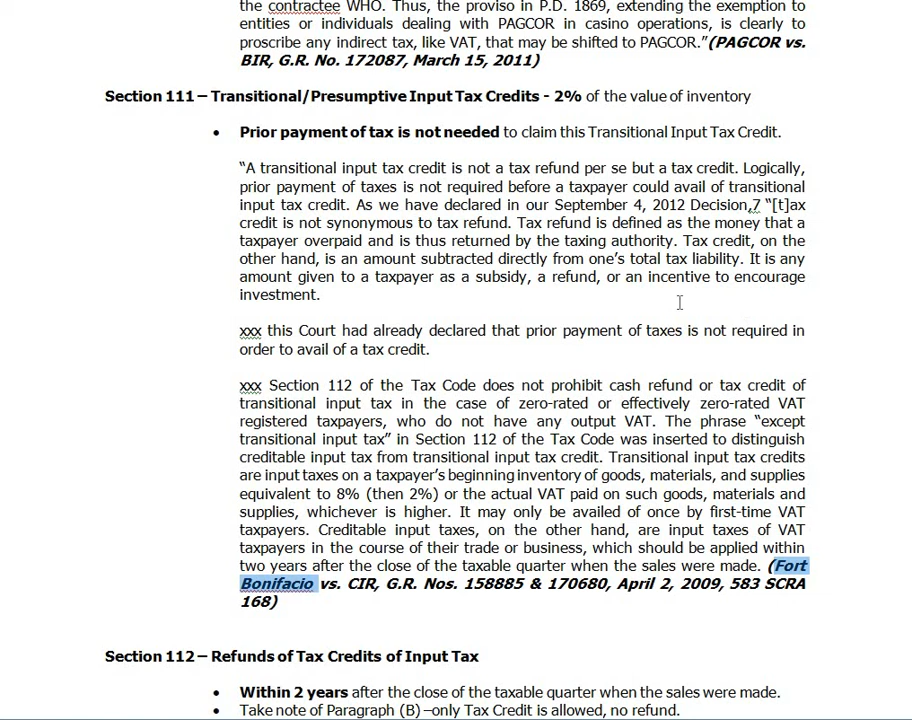 the contractee WHO. Thus, the proviso in P.D. 1869, extending the exemption to
entities or individuals dealing with PAGCOR in casino operations, is clearly to
proscribe any indirect tax, like VAT, that may be shifted to PAGCOR.”(PAGCOR vs.
BIR, G.R. No. 172087, March 15, 2011)
Section 111 – Transitional/Presumptive Input Tax Credits - 2% of the value of inventory
• Prior payment of tax is not needed to claim this Transitional Input Tax Credit.
“A transitional input tax credit is not a tax refund per se but a tax credit. Logically,
prior payment of taxes is not required before a taxpayer could avail of transitional
input tax credit. As we have declared in our September 4, 2012 Decision,7 “[t]ax
credit is not synonymous to tax refund. Tax refund is defined as the money that a
taxpayer overpaid and is thus returned by the taxing authority. Tax credit, on the
other hand, is an amount subtracted directly from one’s total tax liability. It is any
amount given to a taxpayer as a subsidy, a refund, or an incentive to encourage
investment.
xxx this Court had already declared that prior payment of taxes is not required in
order to avail of a tax credit.
xxx Section 112 of the Tax Code does not prohibit cash refund or tax credit of
transitional input tax in the case of zero-rated or effectively zero-rated VAT
registered taxpayers, who do not have any output VAT. The phrase “except
transitional input tax” in Section 112 of the Tax Code was inserted to distinguish
creditable input tax from transitional input tax credit. Transitional input tax credits
are input taxes on a taxpayer’s beginning inventory of goods, materials, and supplies
equivalent to 8% (then 2%) or the actual VAT paid on such goods, materials and
supplies, whichever is higher. It may only be availed of once by first-time VAT
taxpayers. Creditable input taxes, on the other hand, are input taxes of VAT
taxpayers in the course of their trade or business, which should be applied within
two years after the close of the taxable quarter when the sales were made. (Fort
Bonifacio vs. CIR, G.R. Nos. 158885 & 170680, April 2, 2009, 583 SCRA
168)
Section 112 – Refunds of Tax Credits of Input Tax
• Within 2 years after the close of the taxable quarter when the sales were made.
• Take note of Paragraph (B) –only Tax Credit is allowed, no refund.